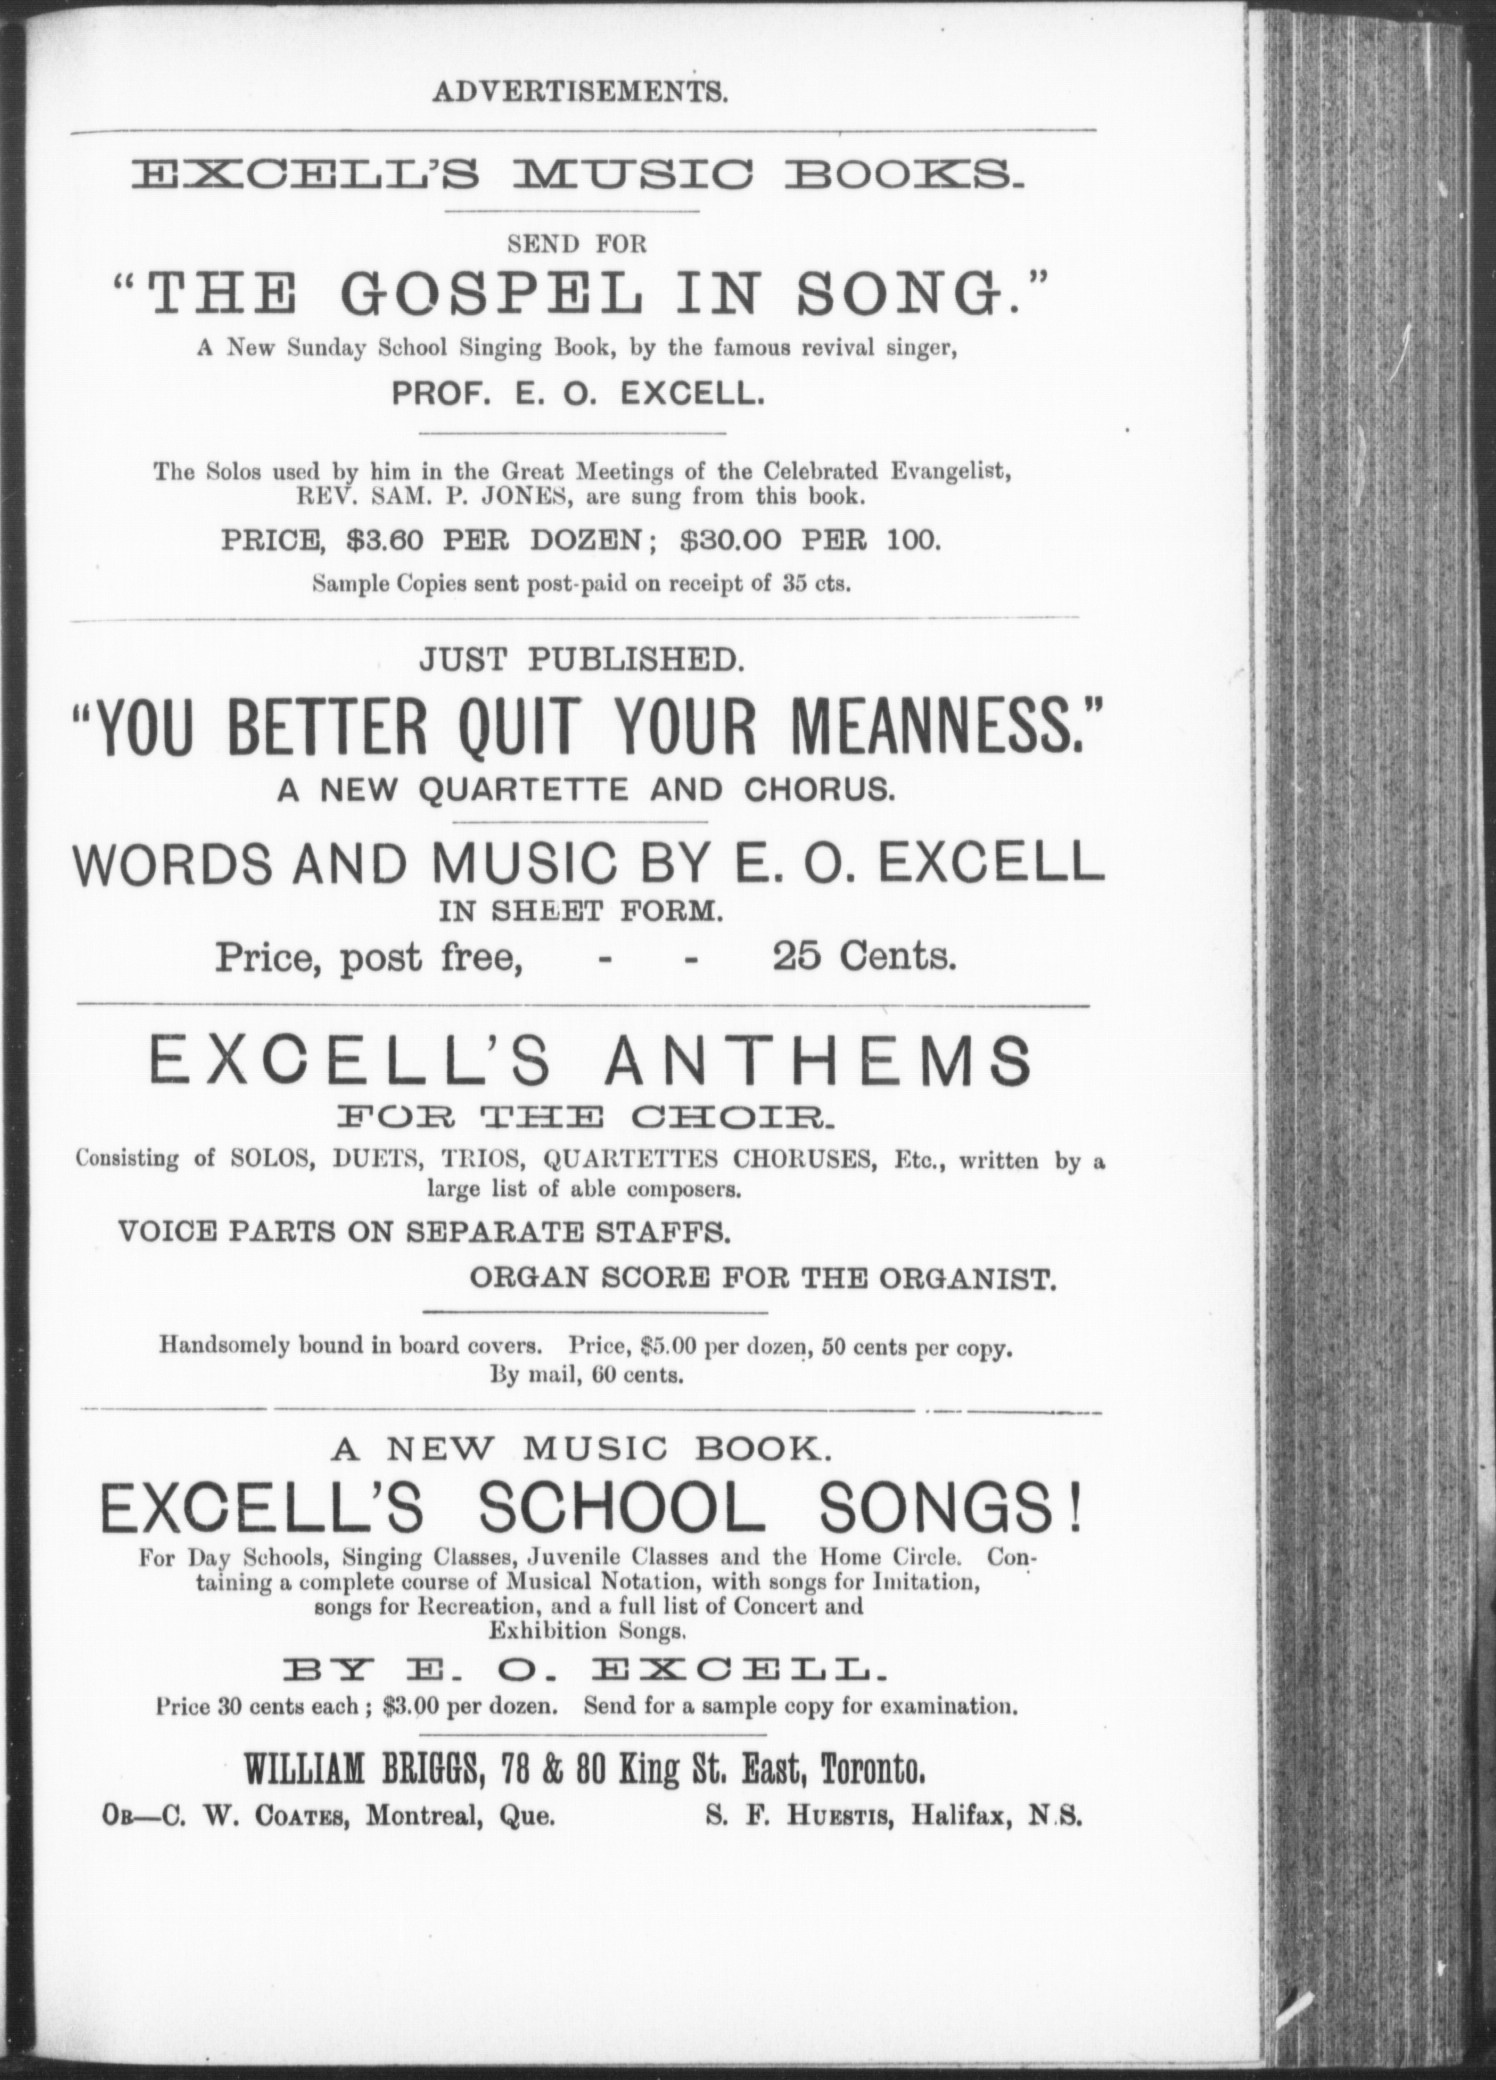 ADVERTISEMENTS.
EXCELL'S MUSIC BOOKS.
SEND FOR
"THE GOSPEL IN SONG."
A New Sunday School Singing Book, by the famous revival singer,
PROF. E. O. EXCELL.
The Solos used by him in the Great Meetings of the Celebrated Evangelist,
REV. SAM. P. JONES, are sung from this book.
PRICE, $3.60 PER DOZEN; $30.00 PER 100.
Sample Copies sent post-paid on receipt of 35 cts.
JUST PUBLISHED.
"YOU BETTER QUIT YOUR MEANNESS."
A NEW QUARTETTE AND CHORUS.
WORDS AND MUSIC BY E. O. EXCELL
IN SHEET FORM.
Price, post free, - - 25 Cents.
EXCELL'S ANTHEMS
FOR THE CHOIR.
Consisting of SOLOS, DUETS, TRIOS, QUARTETTES CHORUSES, Etc., written by a
large list of able composers.
VOICE PARTS ON SEPARATE STAFFS.
ORGAN SCORE FOR THE ORGANIST.
Handsomely bound in board covers. Price, $5.00 per dozen, 50 cents per copy.
By mail, 60 cents.
A NEW MUSIC BOOK.
EXCELL'S SCHOOL SONGS!
For Day Schools, Singing Classes, Juvenile Classes and the Home Circle. Con-
taining a complete course of Musical Notation, with songs for Imitation,
songs for Recreation, and a full list of Concert and
Exhibition Songs.
BY E. O. EXCELL.
Price 30 cents each; $3.00 per dozen. Send for a sample copy for examination.
WILLIAM BRIGGS, 78 & 80 King St. East, Toronto.
OR—C. W. COATES, Montreal, Que. S. F. HUESTIS, Halifax, N.S.